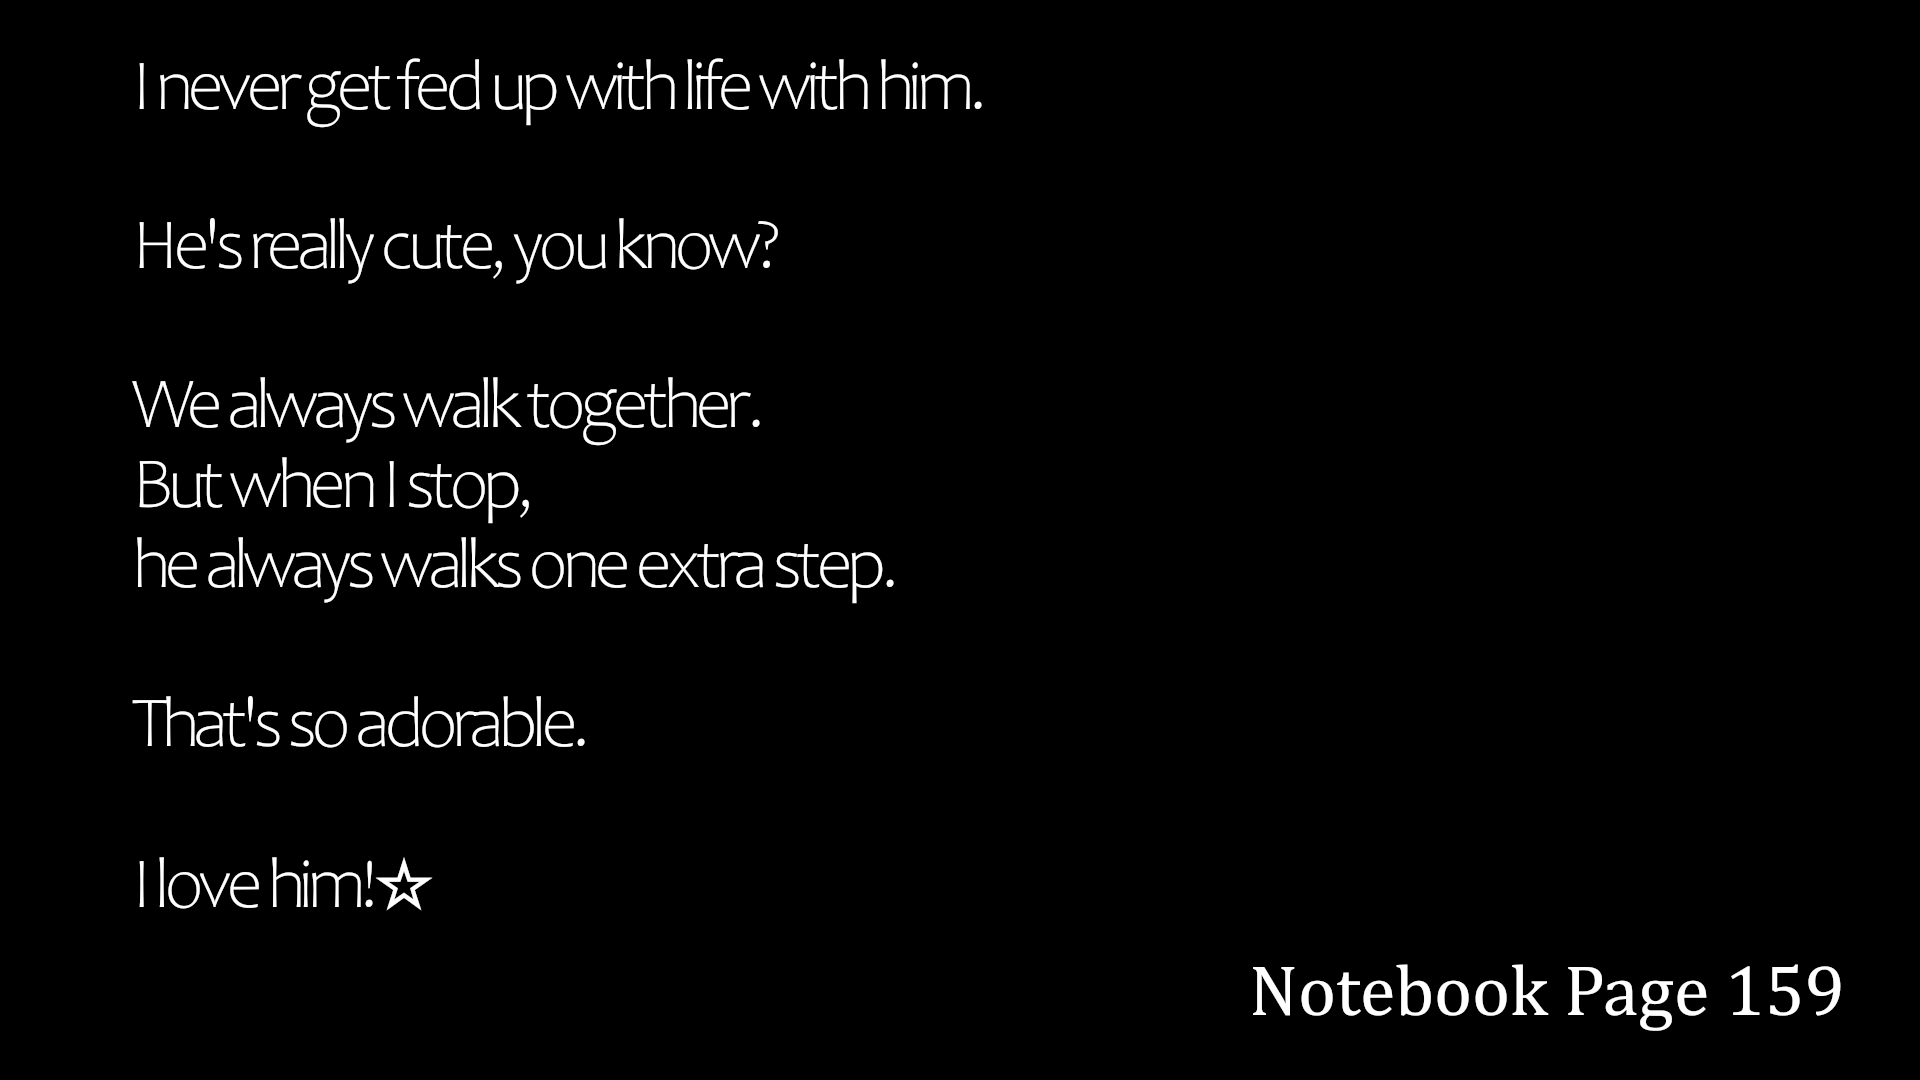 I never get fed up with life with him.
He's really cute, you know?
We always walk together.
But when I stop,
he always walks one extra step.
That's so adorable.
I love him!☆
Notebook Page 159